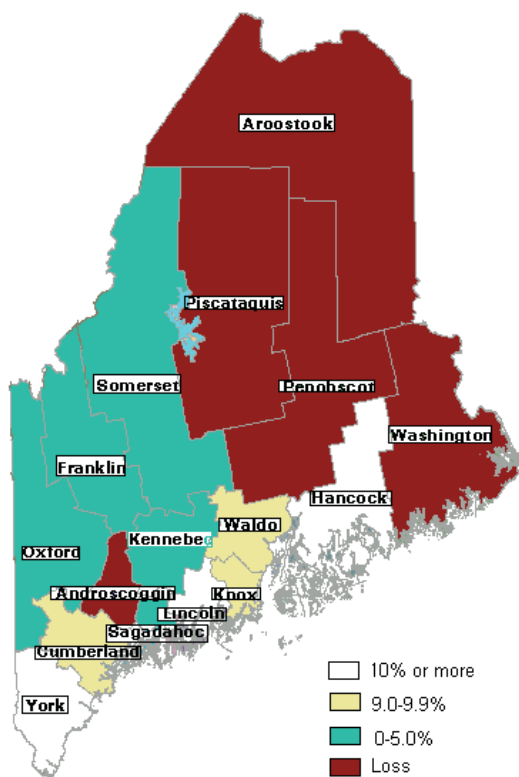 Aroostook
Piscataquis
Somerset
Penobscot
Washington
Franklin
Hancock
Waldo
Kennebec
Oxford
Androscoggin
Knox
Lincoln
Sagadahoc
Cumberland
York
10% or more
9.0-9.9%
0-5.0%
Loss